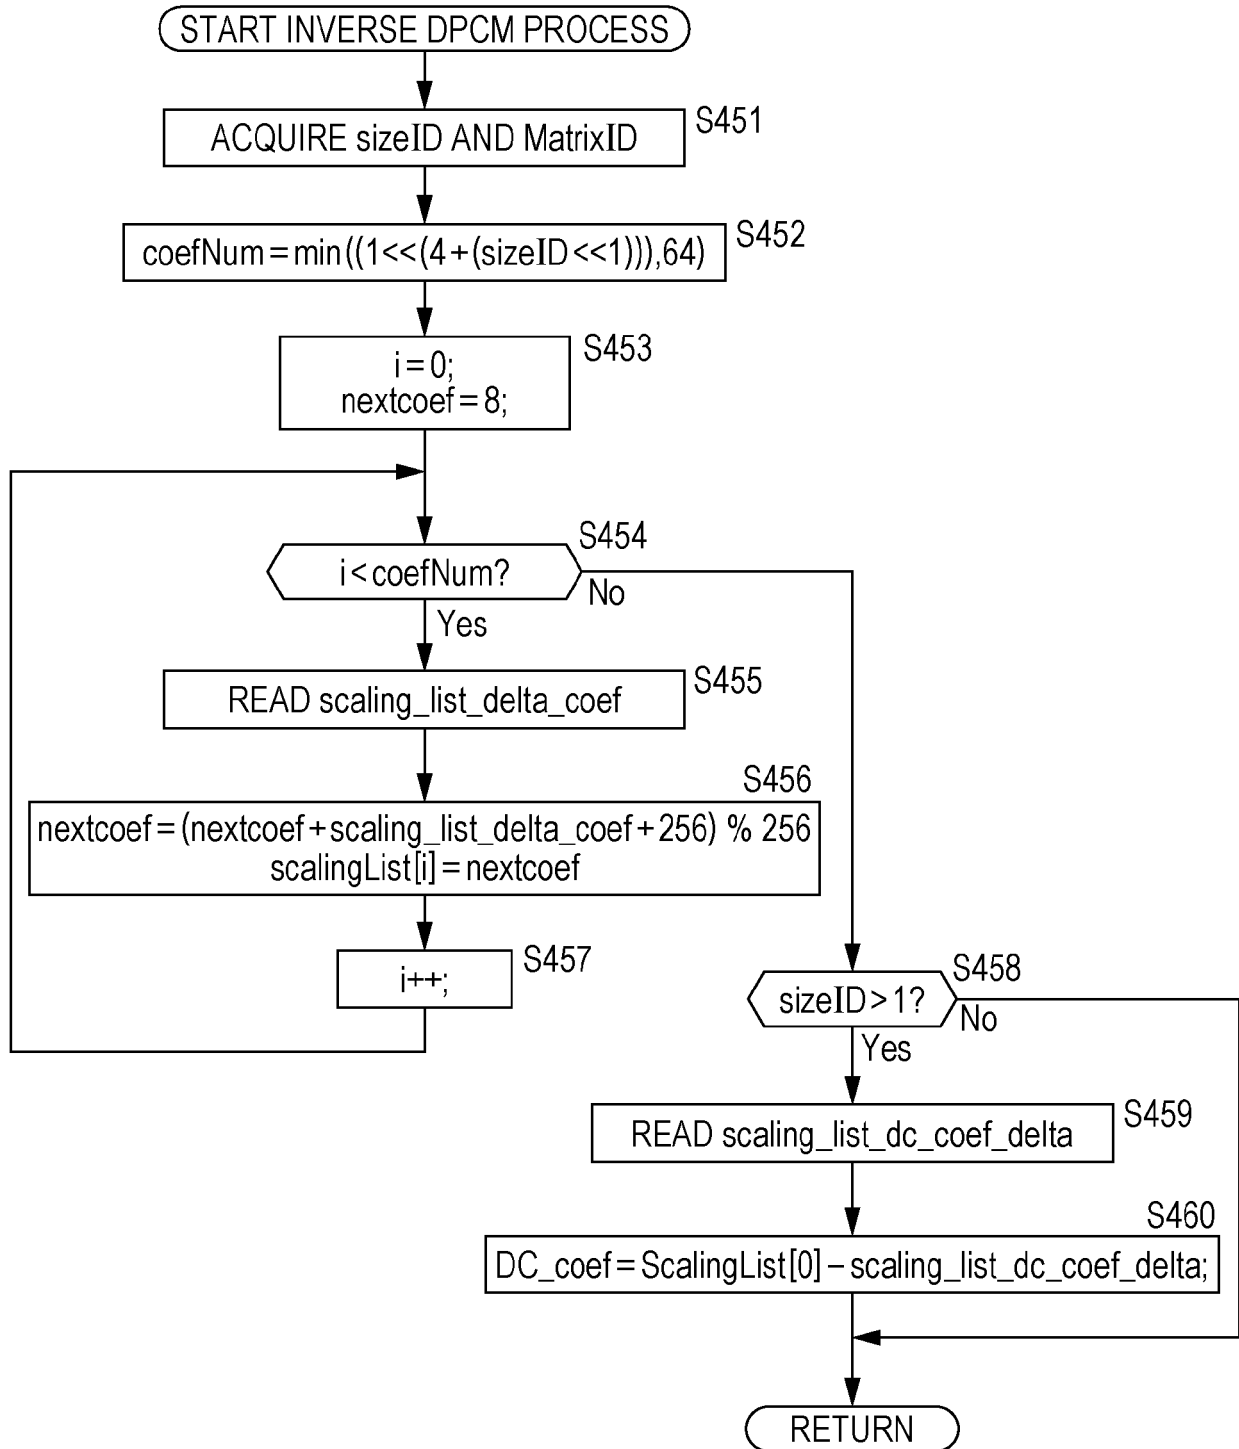 START INVERSE DPCM PROCESS
S451
ACQUIRE sizeID AND MatrixID
S452
coefNum=min((1<<(4+(sizeID<<1))),64)
S453
i=0;
nextcoef=8;
S454
i<coefNum?
No
Yes
S455
READ scaling_list_delta_coef
S456
nextcoef=(nextcoef+scaling_list_delta_coef+256) % 256
scalingList[i]=nextcoef
S457
i++;
S458
sizeID>1?
No
Yes
S459
READ scaling_list_dc_coef_delta
S460
DC_coef=ScalingList[0]−scaling_list_dc_coef_delta;
RETURN